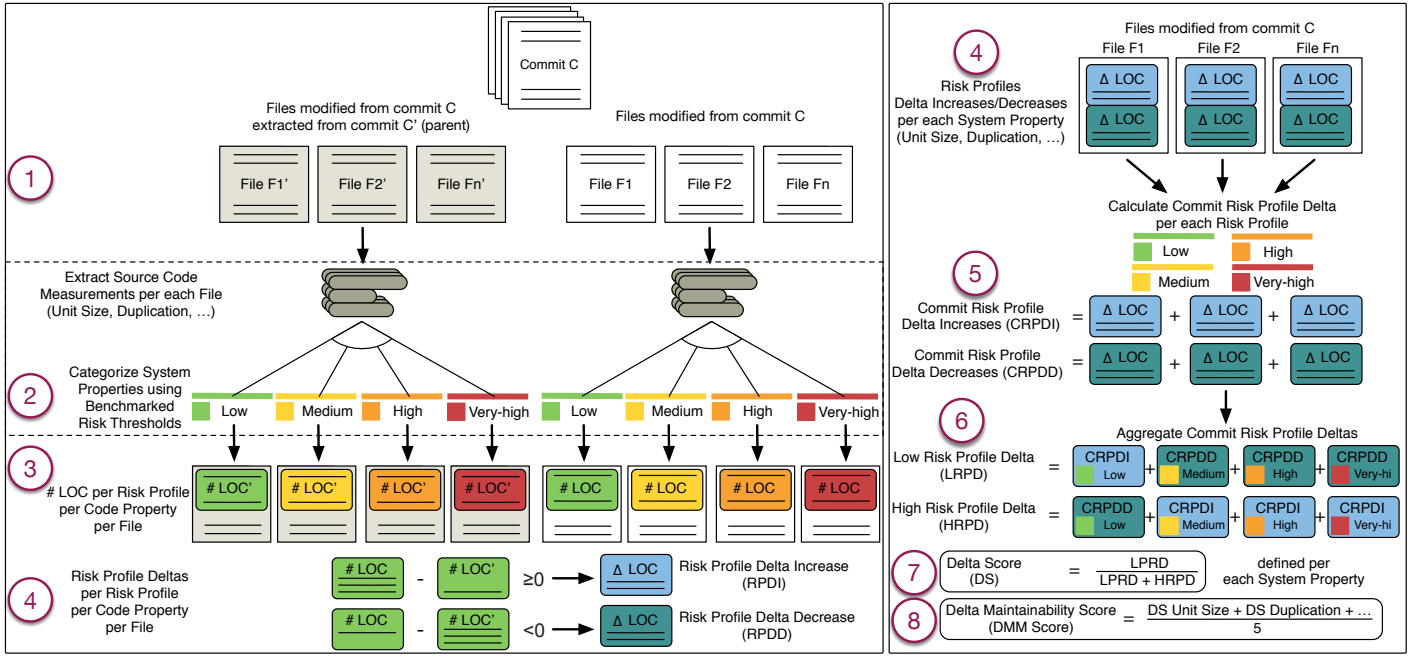 Commit C
Files modified from commit C
extracted from commit C' (parent)
Files modified from commit C
1
File F1'
File F2'
File Fn'
File F1
File F2
File Fn
Extract Source Code
Measurements per each File
(Unit Size, Duplication, …)
2
Categorize System
Properties using
Benchmarked
Risk Thresholds
Low
Medium
High
Very-high
Low
Medium
High
Very-high
3
# LOC per Risk Profile
per Code Property
per File
# LOC'
# LOC'
# LOC'
# LOC'
# LOC
# LOC
# LOC
# LOC
4
Risk Profile Deltas
per Risk Profile
per Code Property
per File
# LOC - # LOC' ≥0 Δ LOC
Risk Profile Delta Increase
(RPDI)
# LOC - # LOC' <0 Δ LOC
Risk Profile Delta Decrease
(RPDD)
4
Risk Profiles
Delta Increases/Decreases
per each System Property
(Unit Size, Duplication, …)
Files modified from commit C
File F1
File F2
File Fn
Δ LOC
Δ LOC
Δ LOC
Δ LOC
Δ LOC
Δ LOC
Calculate Commit Risk Profile Delta
per each Risk Profile
Low
High
Medium
Very-high
5
Commit Risk Profile
Delta Increases (CRPDI)
= Δ LOC + Δ LOC + Δ LOC
Commit Risk Profile
Delta Decreases (CRPDD)
= Δ LOC + Δ LOC + Δ LOC
6
Aggregate Commit Risk Profile Deltas
Low Risk Profile Delta
(LRPD)
= CRPDI + CRPDD + CRPDD + CRPDD
Low
Medium
High
Very-hi
High Risk Profile Delta
(HRPD)
= CRPDD + CRPDI + CRPDI + CRPDI
Low
Medium
High
Very-hi
7
Delta Score
(DS)
=
LPRD
LPRD + HRPD
defined per
each System Property
8
Delta Maintainability Score
(DMM Score)
=
DS Unit Size + DS Duplication + …
5